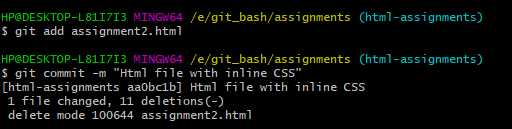 HP@DESKTOP-L81I7I3 MINGW64 /e/git_bash/assignments (html-assignments)
$ git add assignment2.html
HP@DESKTOP-L81I7I3 MINGW64 /e/git_bash/assignments (html-assignments)
$ git commit -m "Html file with inline CSS"
[html-assignments aa0bc1b] Html file with inline CSS
 1 file changed, 11 deletions(-)
 delete mode 100644 assignment2.html